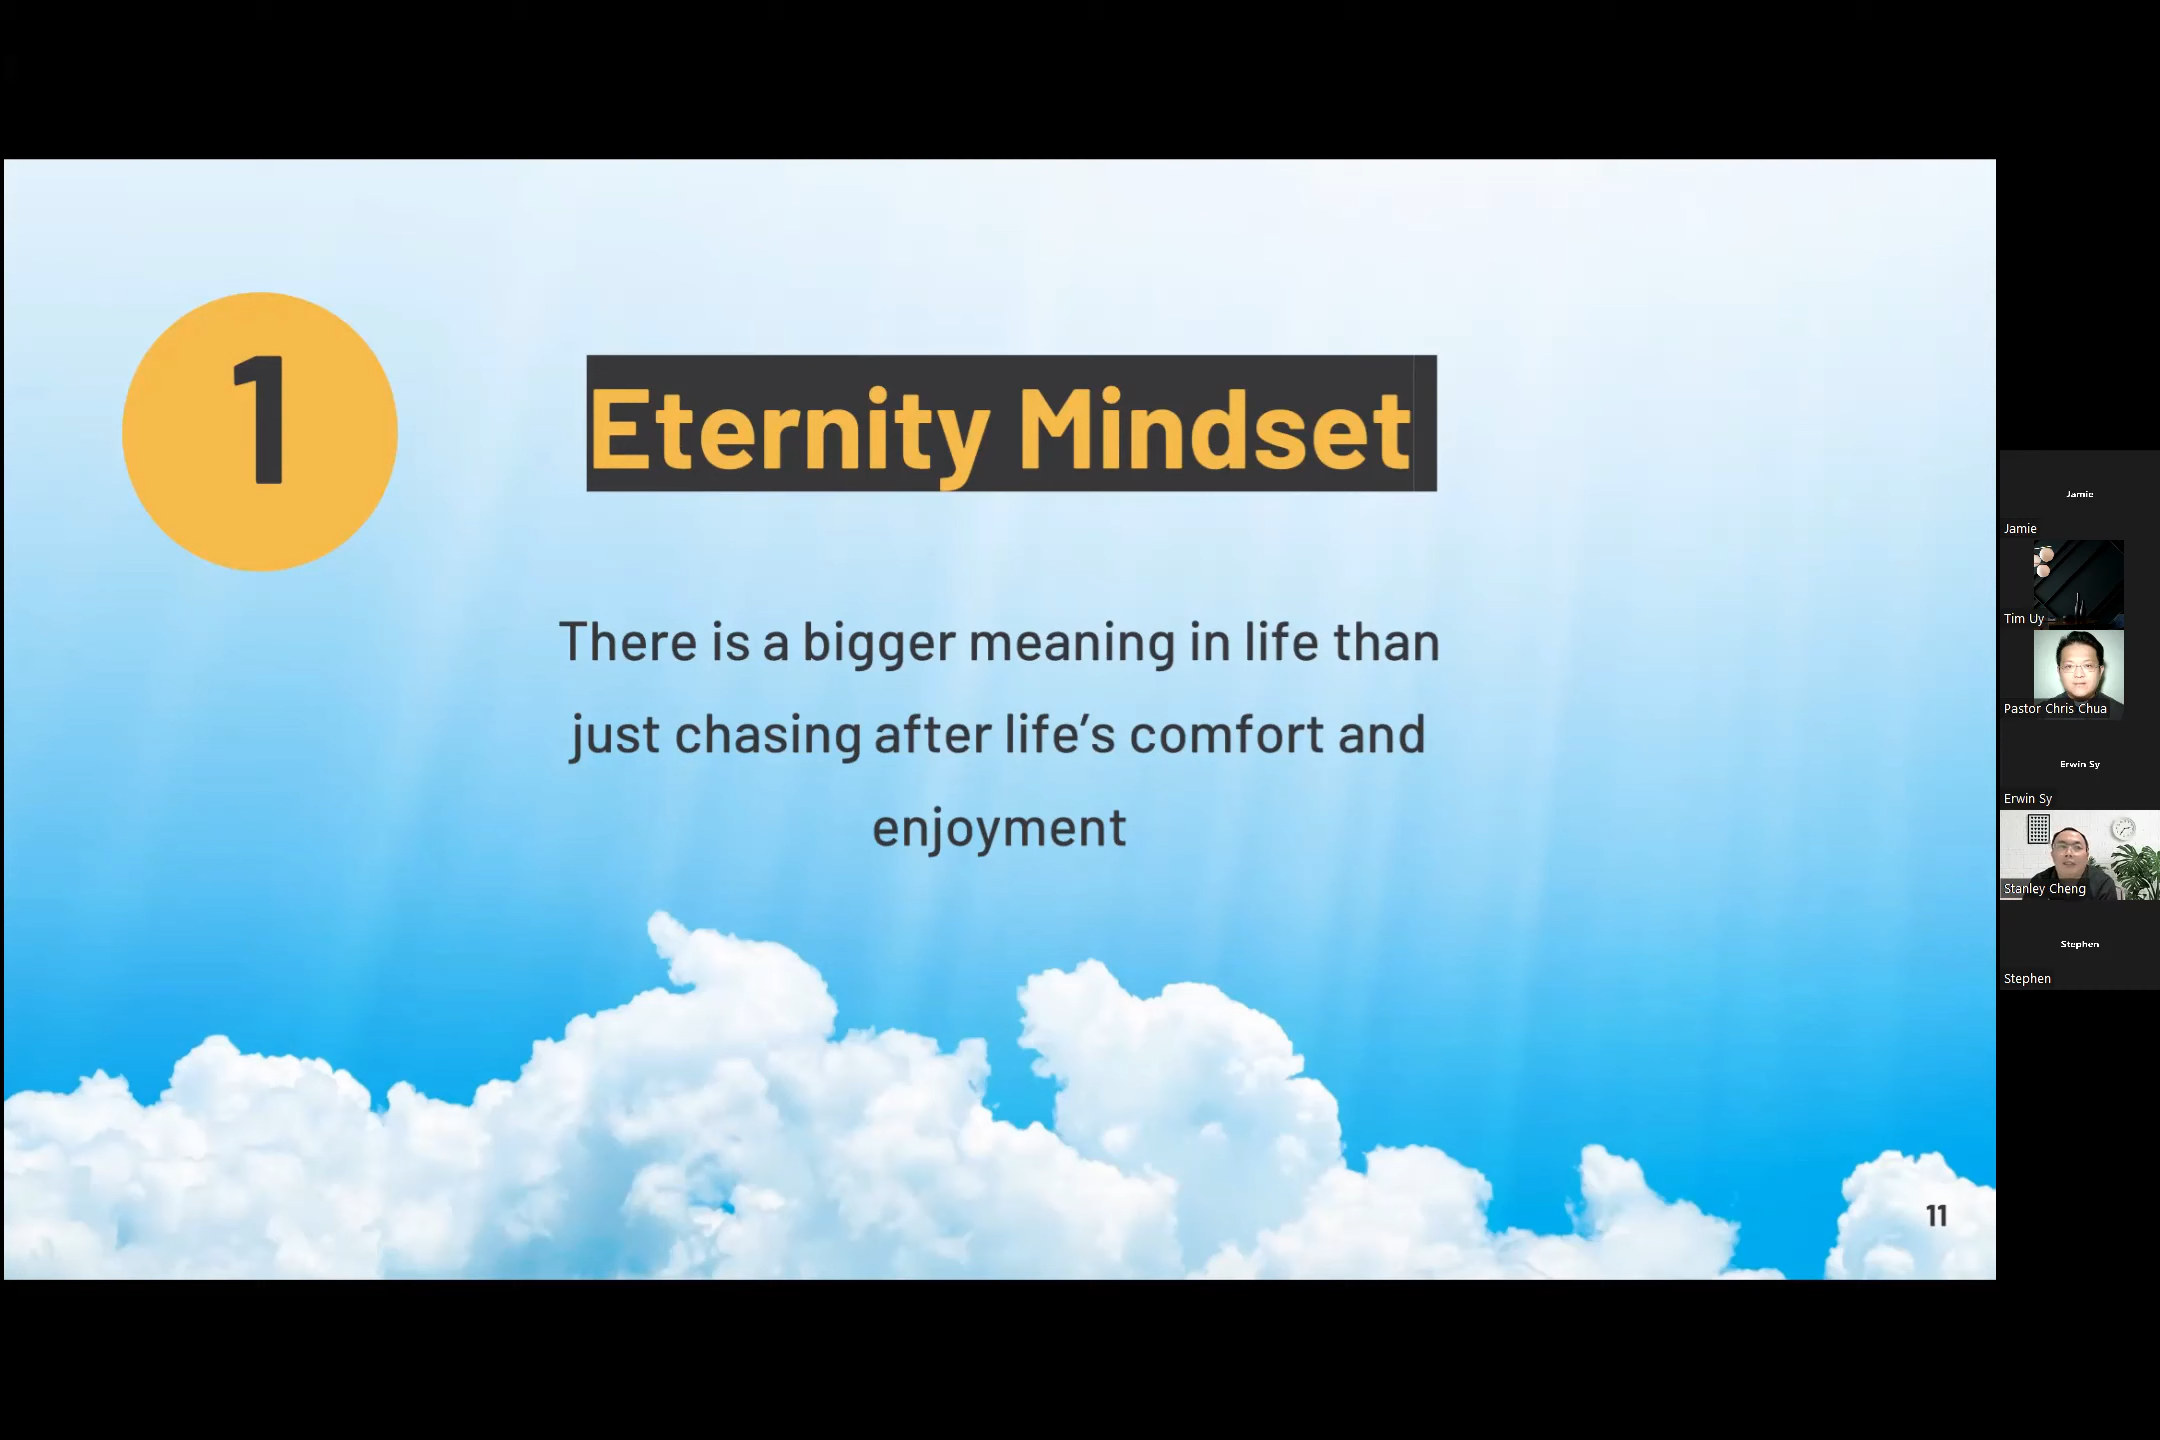 1
Eternity Mindset
There is a bigger meaning in life than
just chasing after life's comfort and
enjoyment
11
Jamie
Jamie
Tim Uy
Pastor Chris Chua
Erwin Sy
Erwin Sy
Stanley Cheng
Stephen
Stephen